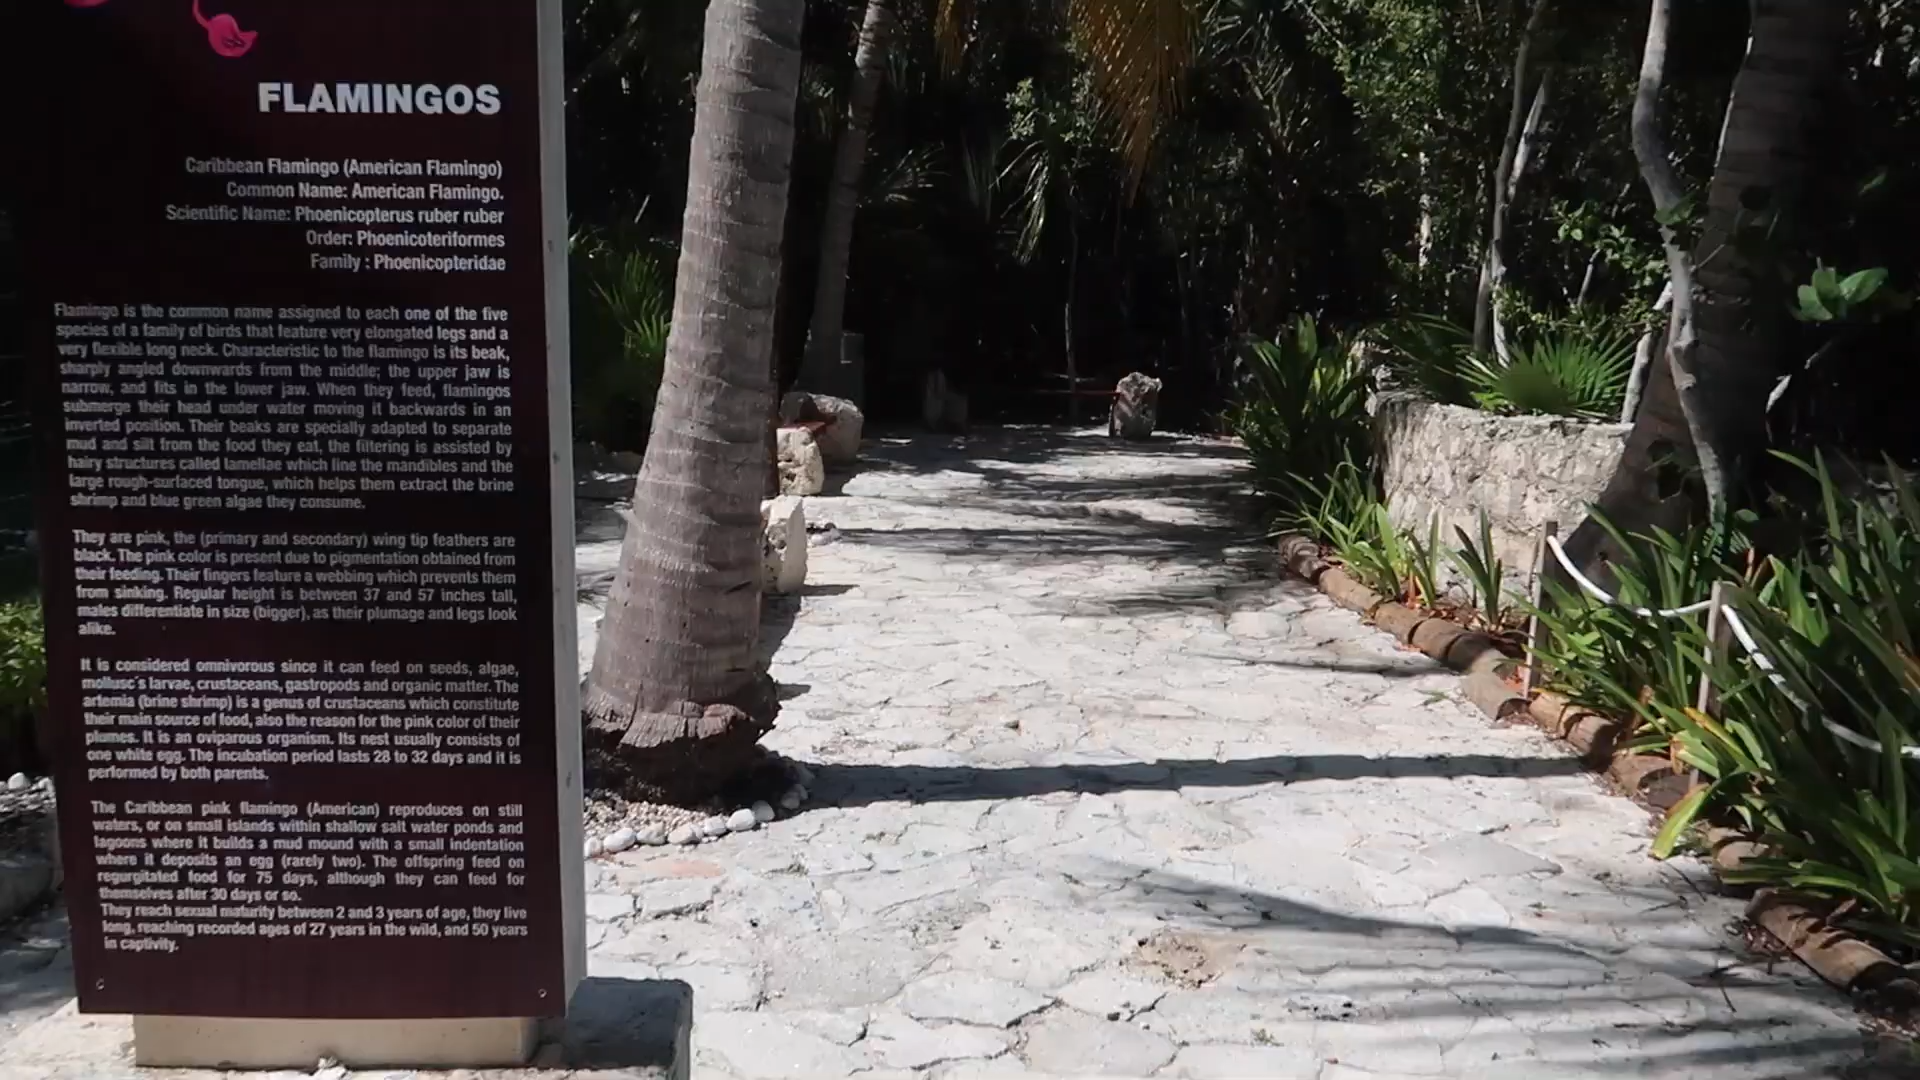 FLAMINGOS
Caribbean Flamingo (American Flamingo)
Common Name: American Flamingo.
Scientific Name: Phoenicopterus ruber ruber
Order: Phoenicoteriformes
Family : Phoenicopteridae
Flamingo is the common name assigned to each one of the five
species of a family of birds that feature very elongated legs and a
very flexible long neck. Characteristic to the flamingo is its beak,
sharply angled downwards from the middle; the upper jaw is
narrow, and fits in the lower jaw. When they feed, flamingos
submerge their head under water moving it backwards in an
inverted position. Their beaks are specially adapted to separate
mud and silt from the food they eat, the filtering is assisted by
hairy structures called lamellae which line the mandibles and the
large rough-surfaced tongue, which helps them extract the brine
shrimp and blue green algae they consume.
They are pink, the (primary and secondary) wing tip feathers are
black. The pink color is present due to pigmentation obtained from
their feeding. Their fingers feature a webbing which prevents them
from sinking. Regular height is between 37 and 57 inches tall,
males differentiate in size (bigger), as their plumage and legs look
alike.
It is considered omnivorous since it can feed on seeds, algae,
mollusc´s larvae, crustaceans, gastropods and organic matter. The
artemia (brine shrimp) is a genus of crustaceans which constitute
their main source of food, also the reason for the pink color of their
plumes. It is an oviparous organism. Its nest usually consists of
one white egg. The incubation period lasts 28 to 32 days and it is
performed by both parents.
The Caribbean pink flamingo (American) reproduces on still
waters, or on small islands within shallow salt water ponds and
lagoons where it builds a mud mound with a small indentation
where it deposits an egg (rarely two). The offspring feed on
regurgitated food for 75 days, although they can feed for
themselves after 30 days or so.
They reach sexual maturity between 2 and 3 years of age, they live
long, reaching recorded ages of 27 years in the wild, and 50 years
in captivity.